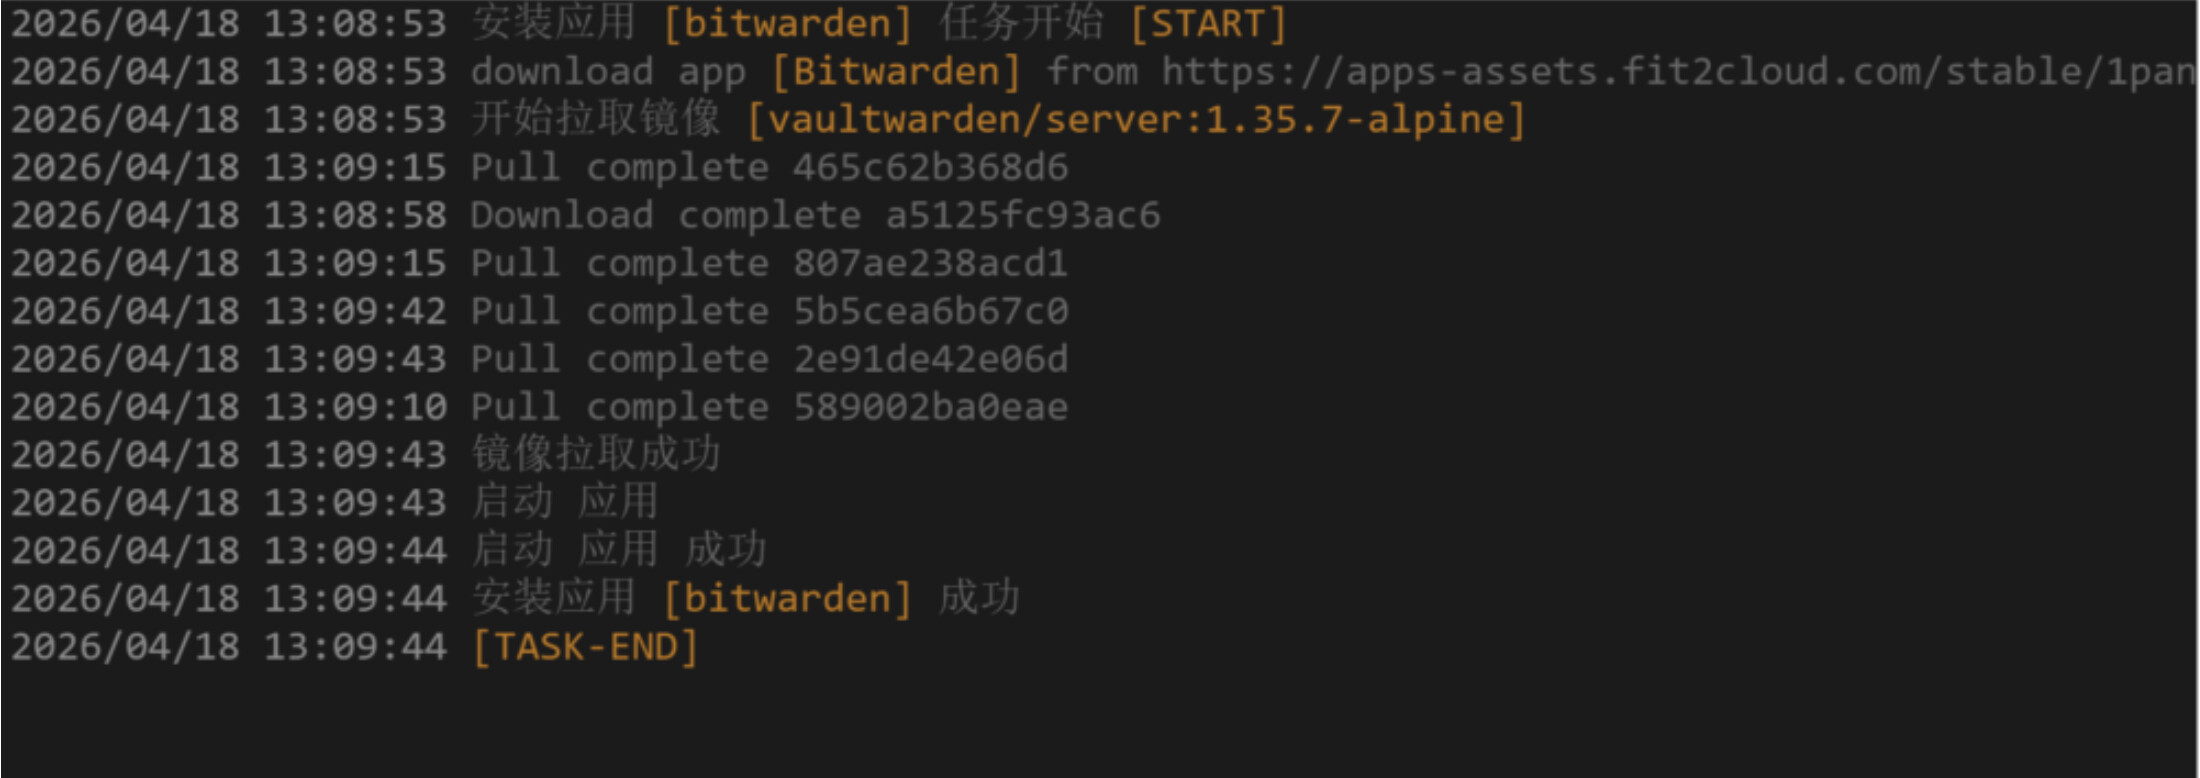 2026/04/18 13:08:53 安装应用 [bitwarden] 任务开始 [START]
2026/04/18 13:08:53 download app [Bitwarden] from https://apps-assets.fit2cloud.com/stable/1pan
2026/04/18 13:08:53 开始拉取镜像 [vaultwarden/server:1.35.7-alpine]
2026/04/18 13:09:15 Pull complete 465c62b368d6
2026/04/18 13:08:58 Download complete a5125fc93ac6
2026/04/18 13:09:15 Pull complete 807ae238acd1
2026/04/18 13:09:42 Pull complete 5b5cea6b67c0
2026/04/18 13:09:43 Pull complete 2e91de42e06d
2026/04/18 13:09:10 Pull complete 589002ba0eae
2026/04/18 13:09:43 镜像拉取成功
2026/04/18 13:09:43 启动 应用
2026/04/18 13:09:44 启动 应用 成功
2026/04/18 13:09:44 安装应用 [bitwarden] 成功
2026/04/18 13:09:44 [TASK-END]